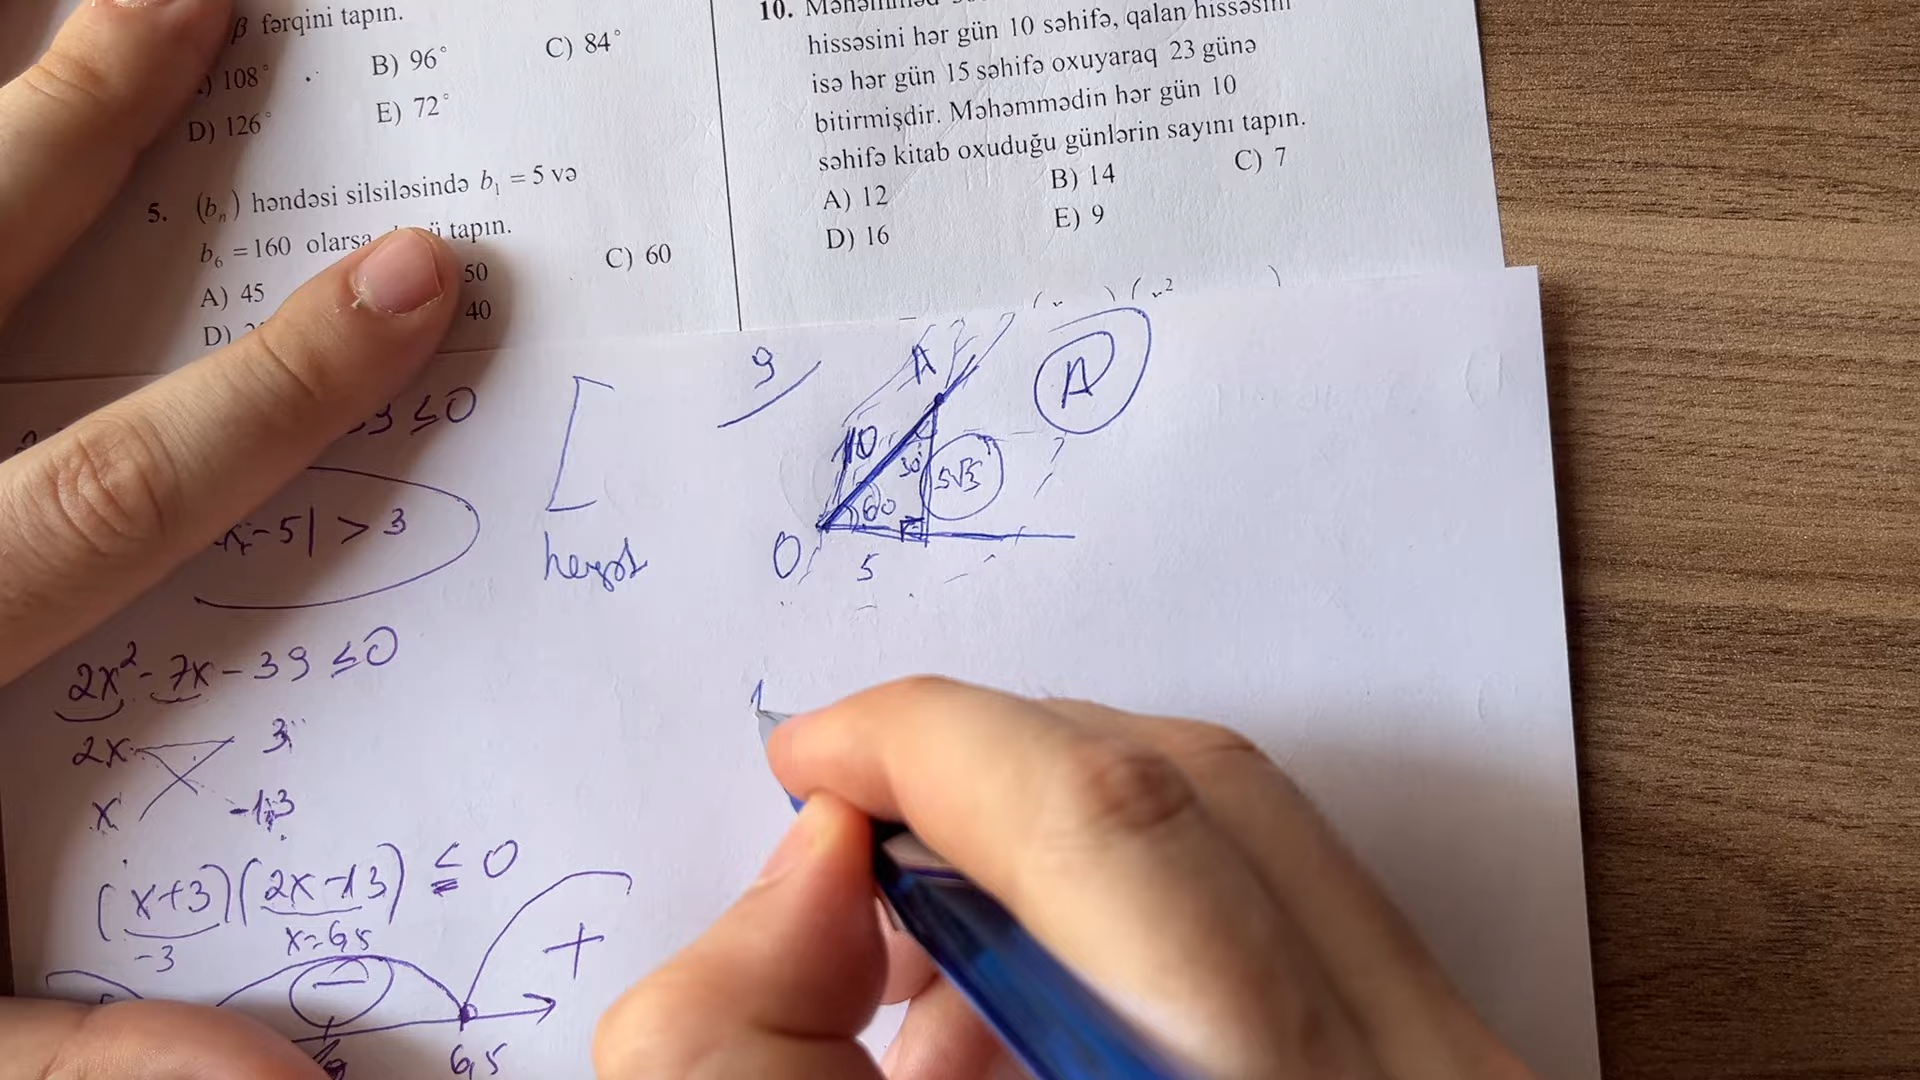 β fərqini tapın.
) 108°
B) 96°
C) 84°
D) 126°
E) 72°
5. (bₙ) həndəsi silsiləsində b₁ = 5 və
b₆ = 160 olarsa tapın.
A) 45
50
C) 60
D)
40
10.
hissəsini hər gün 10 səhifə, qalan hissəsini
isə hər gün 15 səhifə oxuyaraq 23 günə
bitirmişdir. Məhəmmədin hər gün 10
səhifə kitab oxuduğu günlərin sayını tapın.
A) 12
B) 14
C) 7
D) 16
E) 9
9 ≤ 0
-5| > 3
2x² - 7x - 39 ≤ 0
2x 3
x -13
(x+3)(2x-13) ≤ 0
-3 x=6,5
- +
6,5
9
A
A
10
30°
60
O
5